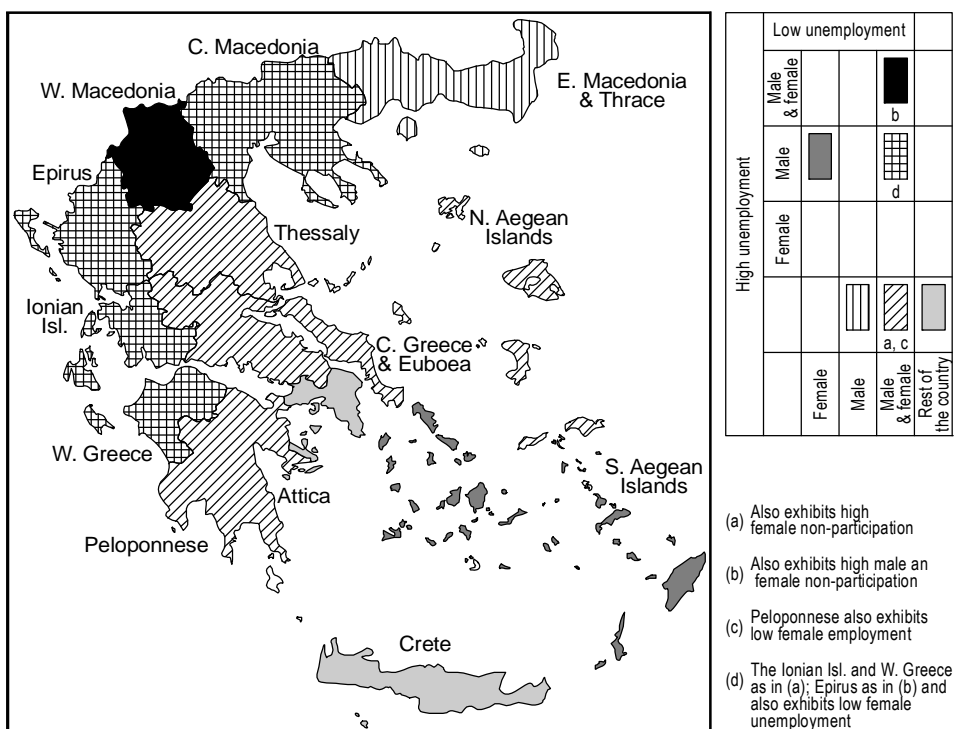 C. Macedonia
W. Macedonia
E. Macedonia
& Thrace
Epirus
Thessaly
N. Aegean
Islands
Ionian
Isl.
C. Greece
& Euboea
W. Greece
Attica
S. Aegean
Islands
Peloponnese
Crete
Low unemployment
High unemployment
Male
& female
b
Male
d
Female
a, c
Female
Male
Male
& female
Rest of
the country
(a) Also exhibits high
female non-participation
(b) Also exhibits high male an
female non-participation
(c) Peloponnese also exhibits
low female employment
(d) The Ionian Isl. and W. Greece
as in (a); Epirus as in (b) and
also exhibits low female
unemployment